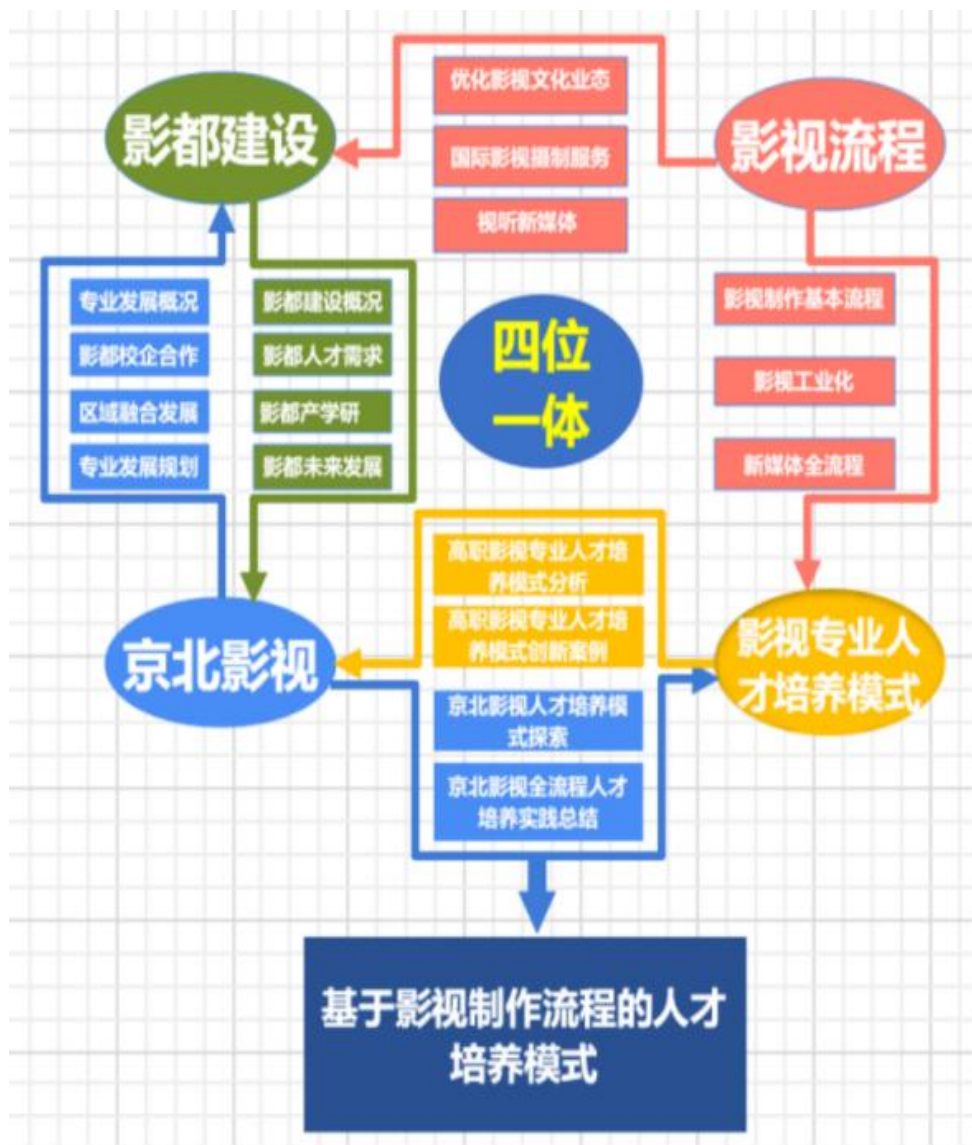 影都建设
影视流程
优化影视文化业态
国际影视摄制服务
视听新媒体
专业发展概况
影都校企合作
区域融合发展
专业发展规划
影都建设概况
影都人才需求
影都产学研
影都未来发展
四位
一体
影视制作基本流程
影视工业化
新媒体全流程
高职影视专业人才培
养模式分析
高职影视专业人才培
养模式创新案例
京北影视
影视专业人
才培养模式
京北影视人才培养模
式探索
京北影视全流程人才
培养实践总结
基于影视制作流程的人才
培养模式